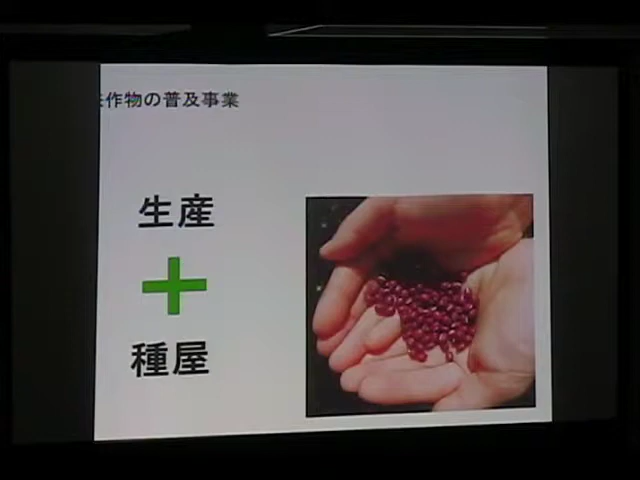 作物の普及事業
生産
種屋